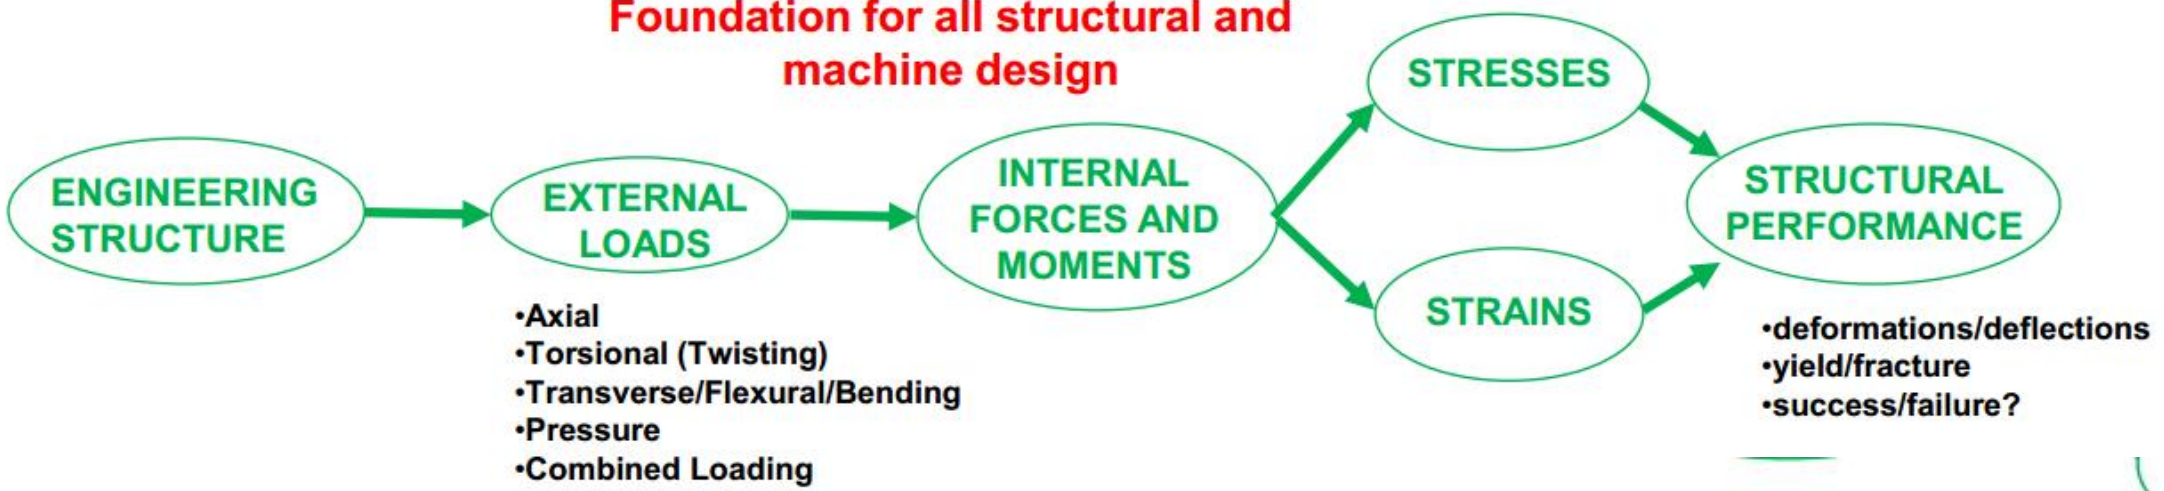 Foundation for all structural and
machine design
ENGINEERING
STRUCTURE
EXTERNAL
LOADS
•Axial
•Torsional (Twisting)
•Transverse/Flexural/Bending
•Pressure
•Combined Loading
INTERNAL
FORCES AND
MOMENTS
STRESSES
STRAINS
STRUCTURAL
PERFORMANCE
•deformations/deflections
•yield/fracture
•success/failure?